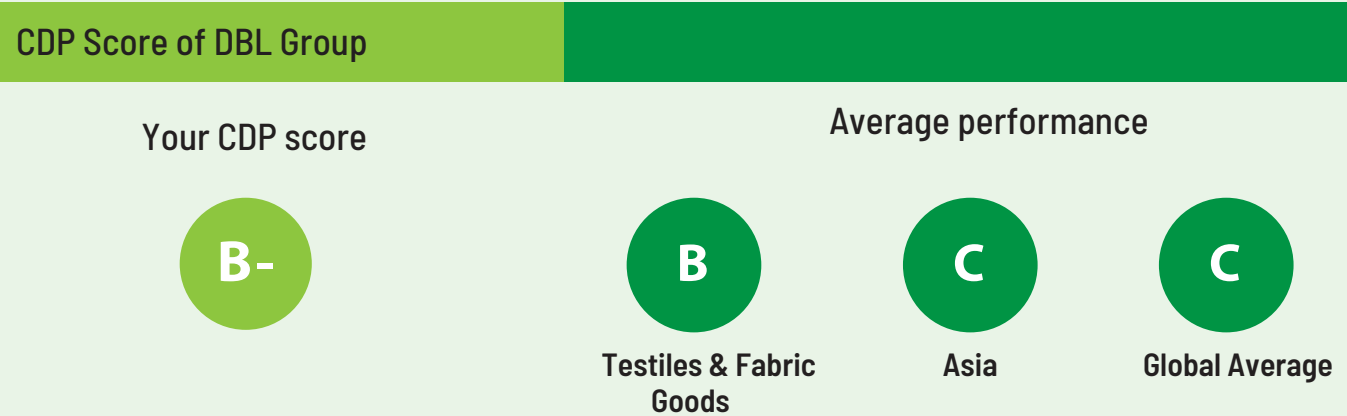 CDP Score of DBL Group
Your CDP score
Average performance
B-
B
C
C
Testiles & Fabric
Goods
Asia
Global Average